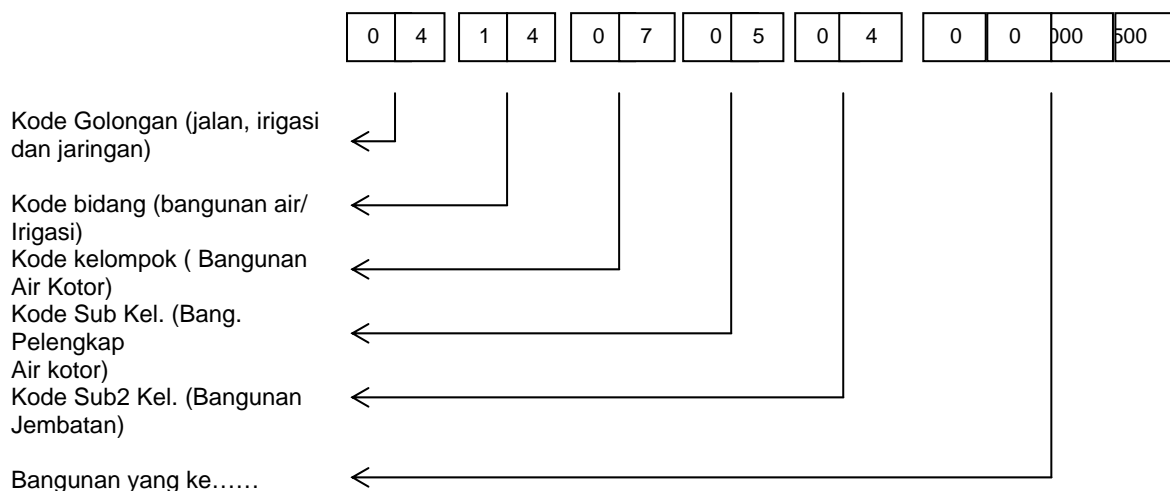 0 4 1 4 0 7 0 5 0 4 0 0 000 500
Kode Golongan (jalan, irigasi
dan jaringan)
Kode bidang (bangunan air/
Irigasi)
Kode kelompok ( Bangunan
Air Kotor)
Kode Sub Kel. (Bang.
Pelengkap
Air kotor)
Kode Sub2 Kel. (Bangunan
Jembatan)
Bangunan yang ke……